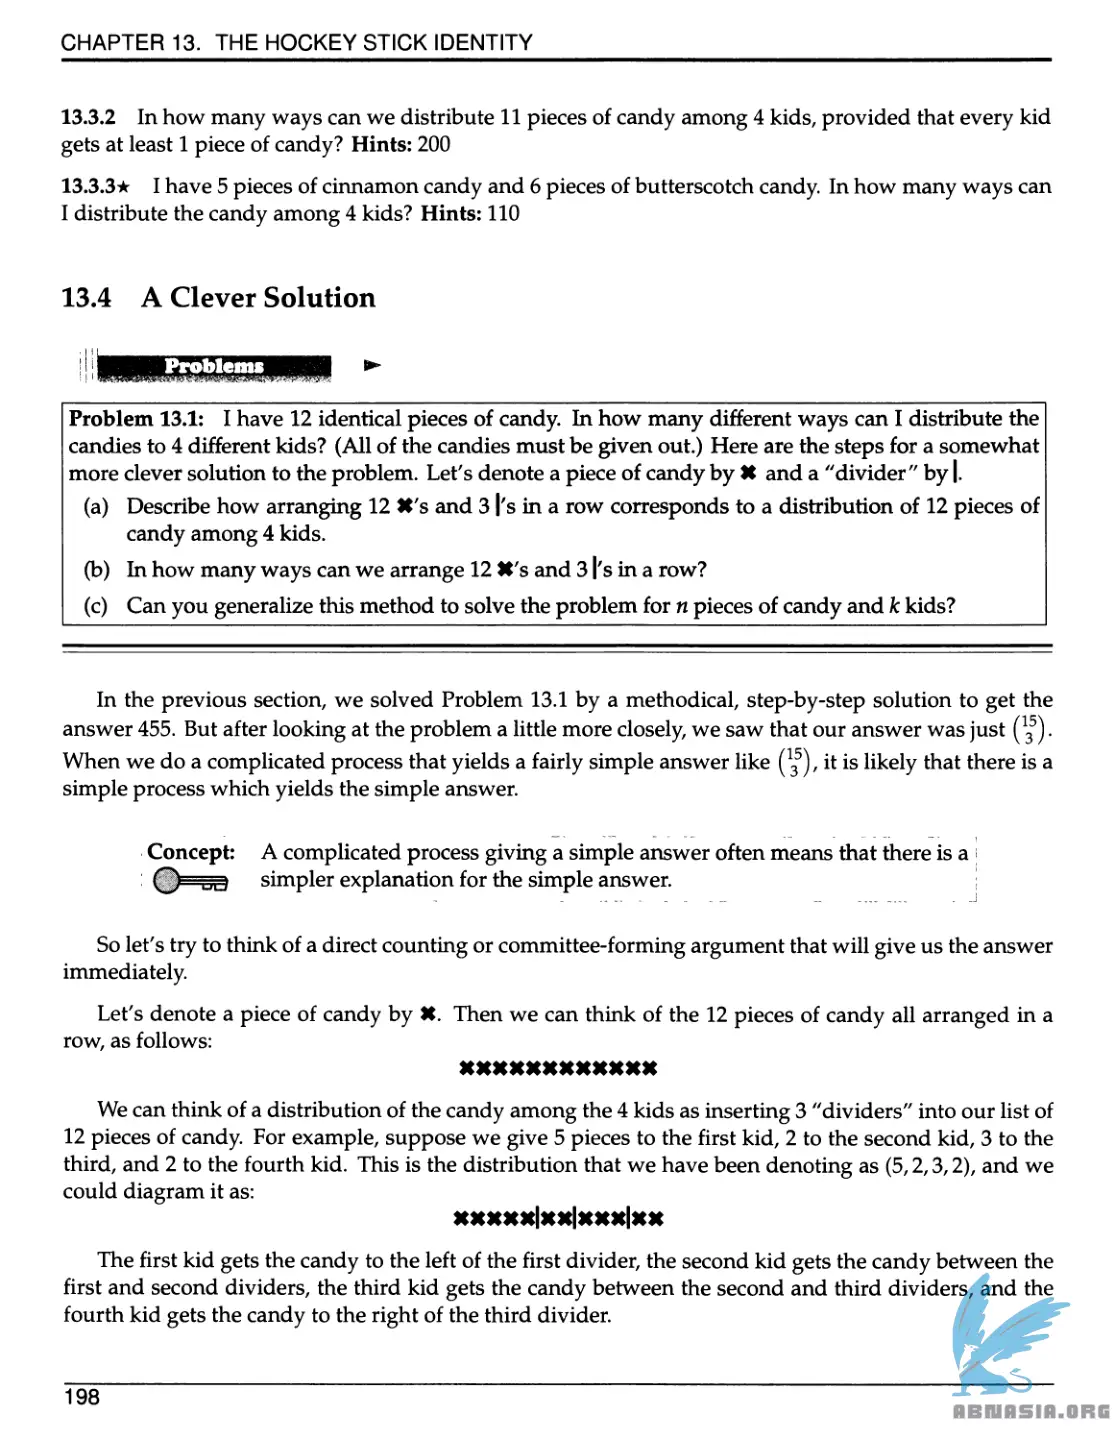 CHAPTER 13. THE HOCKEY STICK IDENTITY
13.3.2 In how many ways can we distribute 11 pieces of candy among 4 kids, provided that every kid
gets at least 1 piece of candy? Hints: 200
13.3.3★ I have 5 pieces of cinnamon candy and 6 pieces of butterscotch candy. In how many ways can
I distribute the candy among 4 kids? Hints: 110
13.4 A Clever Solution
Problems
Problem 13.1: I have 12 identical pieces of candy. In how many different ways can I distribute the
candies to 4 different kids? (All of the candies must be given out.) Here are the steps for a somewhat
more clever solution to the problem. Let's denote a piece of candy by ✖ and a "divider" by |.
(a) Describe how arranging 12 ✖'s and 3 |'s in a row corresponds to a distribution of 12 pieces of
candy among 4 kids.
(b) In how many ways can we arrange 12 ✖'s and 3 |'s in a row?
(c) Can you generalize this method to solve the problem for n pieces of candy and k kids?
In the previous section, we solved Problem 13.1 by a methodical, step-by-step solution to get the
answer 455. But after looking at the problem a little more closely, we saw that our answer was just (15 3).
When we do a complicated process that yields a fairly simple answer like (15 3), it is likely that there is a
simple process which yields the simple answer.
Concept: A complicated process giving a simple answer often means that there is a
simpler explanation for the simple answer.
So let's try to think of a direct counting or committee-forming argument that will give us the answer
immediately.
Let's denote a piece of candy by ✖. Then we can think of the 12 pieces of candy all arranged in a
row, as follows:
✖✖✖✖✖✖✖✖✖✖✖✖
We can think of a distribution of the candy among the 4 kids as inserting 3 "dividers" into our list of
12 pieces of candy. For example, suppose we give 5 pieces to the first kid, 2 to the second kid, 3 to the
third, and 2 to the fourth kid. This is the distribution that we have been denoting as (5, 2, 3, 2), and we
could diagram it as:
✖✖✖✖✖|✖✖|✖✖✖|✖✖
The first kid gets the candy to the left of the first divider, the second kid gets the candy between the
first and second dividers, the third kid gets the candy between the second and third dividers, and the
fourth kid gets the candy to the right of the third divider.
198
ABNASIA.ORG